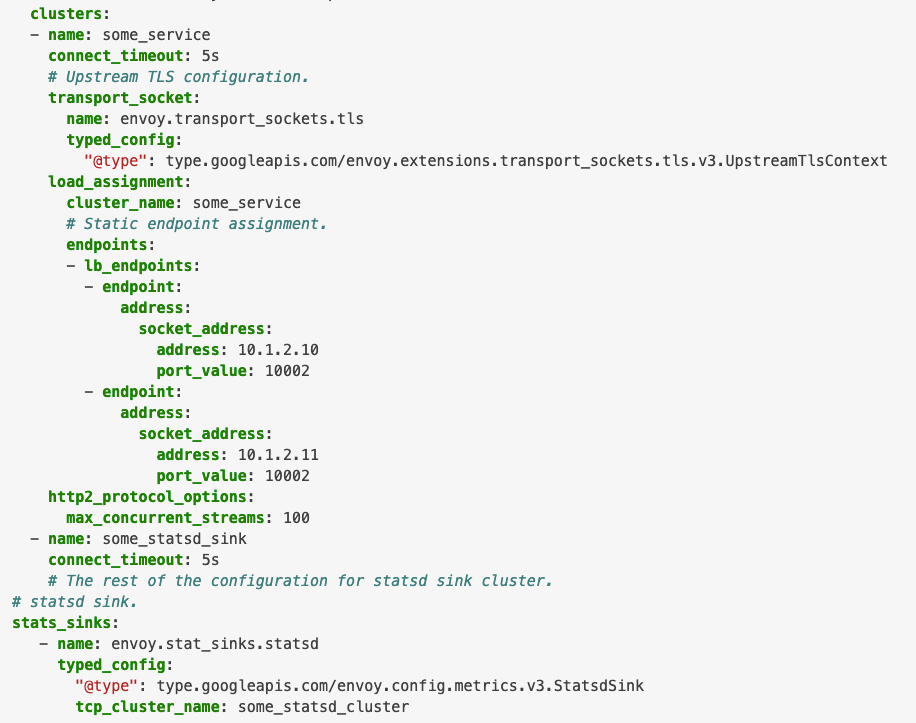 clusters:
- name: some_service
connect_timeout: 5s
# Upstream TLS configuration.
transport_socket:
name: envoy.transport_sockets.tls
typed_config:
"@type": type.googleapis.com/envoy.extensions.transport_sockets.tls.v3.UpstreamTlsContext
load_assignment:
cluster_name: some_service
# Static endpoint assignment.
endpoints:
- lb_endpoints:
- endpoint:
address:
socket_address:
address: 10.1.2.10
port_value: 10002
- endpoint:
address:
socket_address:
address: 10.1.2.11
port_value: 10002
http2_protocol_options:
max_concurrent_streams: 100
- name: some_statsd_sink
connect_timeout: 5s
# The rest of the configuration for statsd sink cluster.
# statsd sink.
stats_sinks:
- name: envoy.stat_sinks.statsd
typed_config:
"@type": type.googleapis.com/envoy.config.metrics.v3.StatsdSink
tcp_cluster_name: some_statsd_cluster